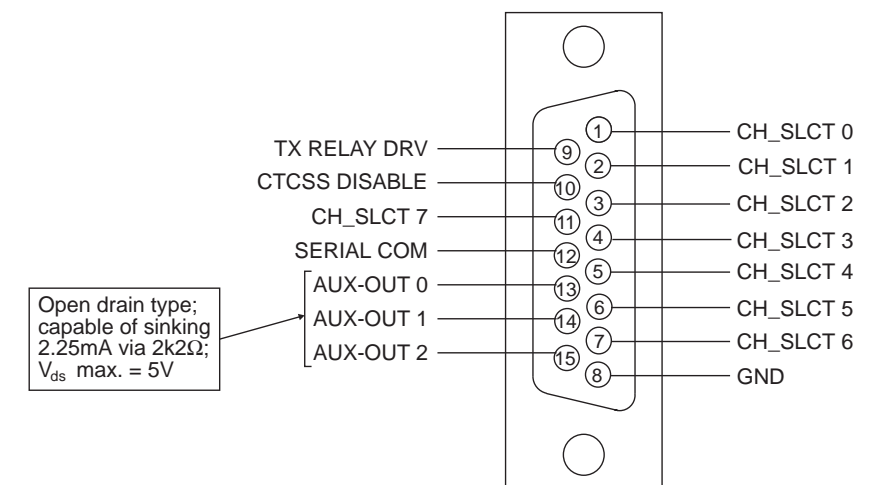 TX RELAY DRV
CTCSS DISABLE
CH_SLCT 7
SERIAL COM
AUX-OUT 0
AUX-OUT 1
AUX-OUT 2
Open drain type;
capable of sinking
2.25mA via 2k2Ω;
Vds max. = 5V
9
10
11
12
13
14
15
1
2
3
4
5
6
7
8
CH_SLCT 0
CH_SLCT 1
CH_SLCT 2
CH_SLCT 3
CH_SLCT 4
CH_SLCT 5
CH_SLCT 6
GND